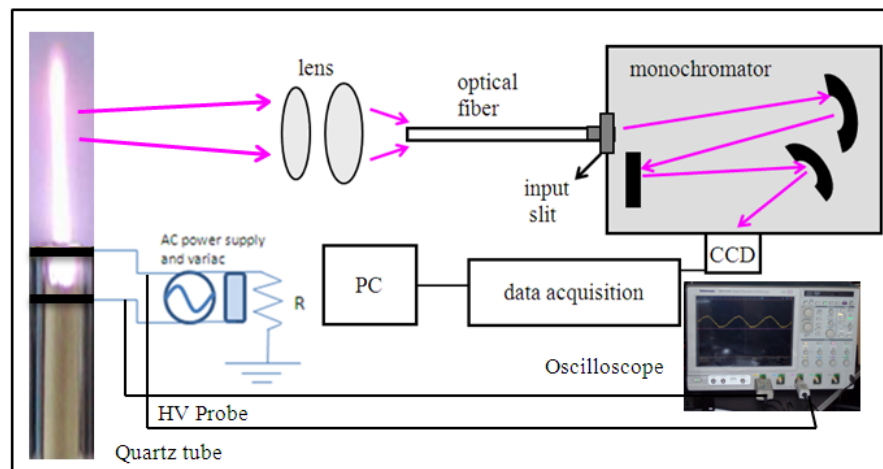 lens
optical
fiber
monochromator
input
slit
AC power supply
and variac
R
PC
data acquisition
CCD
Oscilloscope
HV Probe
Quartz tube